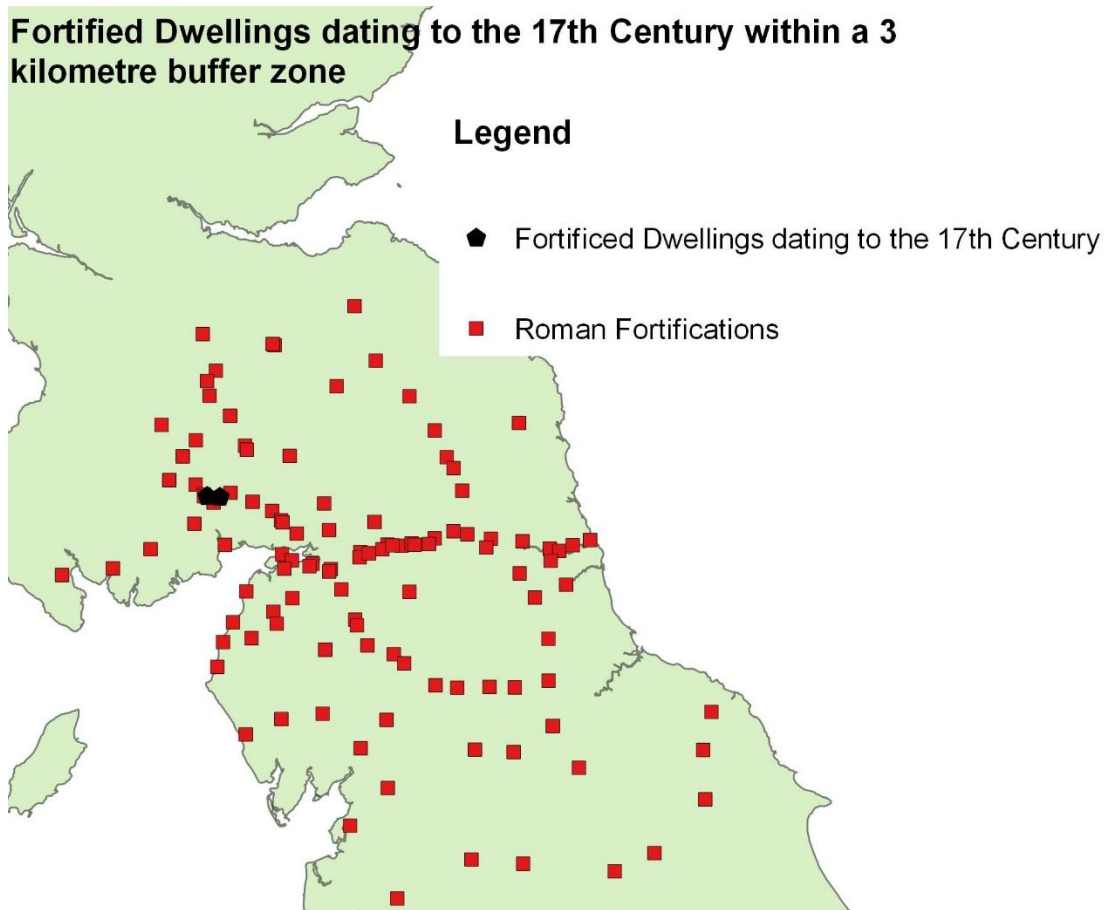 Fortified Dwellings dating to the 17th Century within a 3
kilometre buffer zone
Legend
Fortificed Dwellings dating to the 17th Century
Roman Fortifications